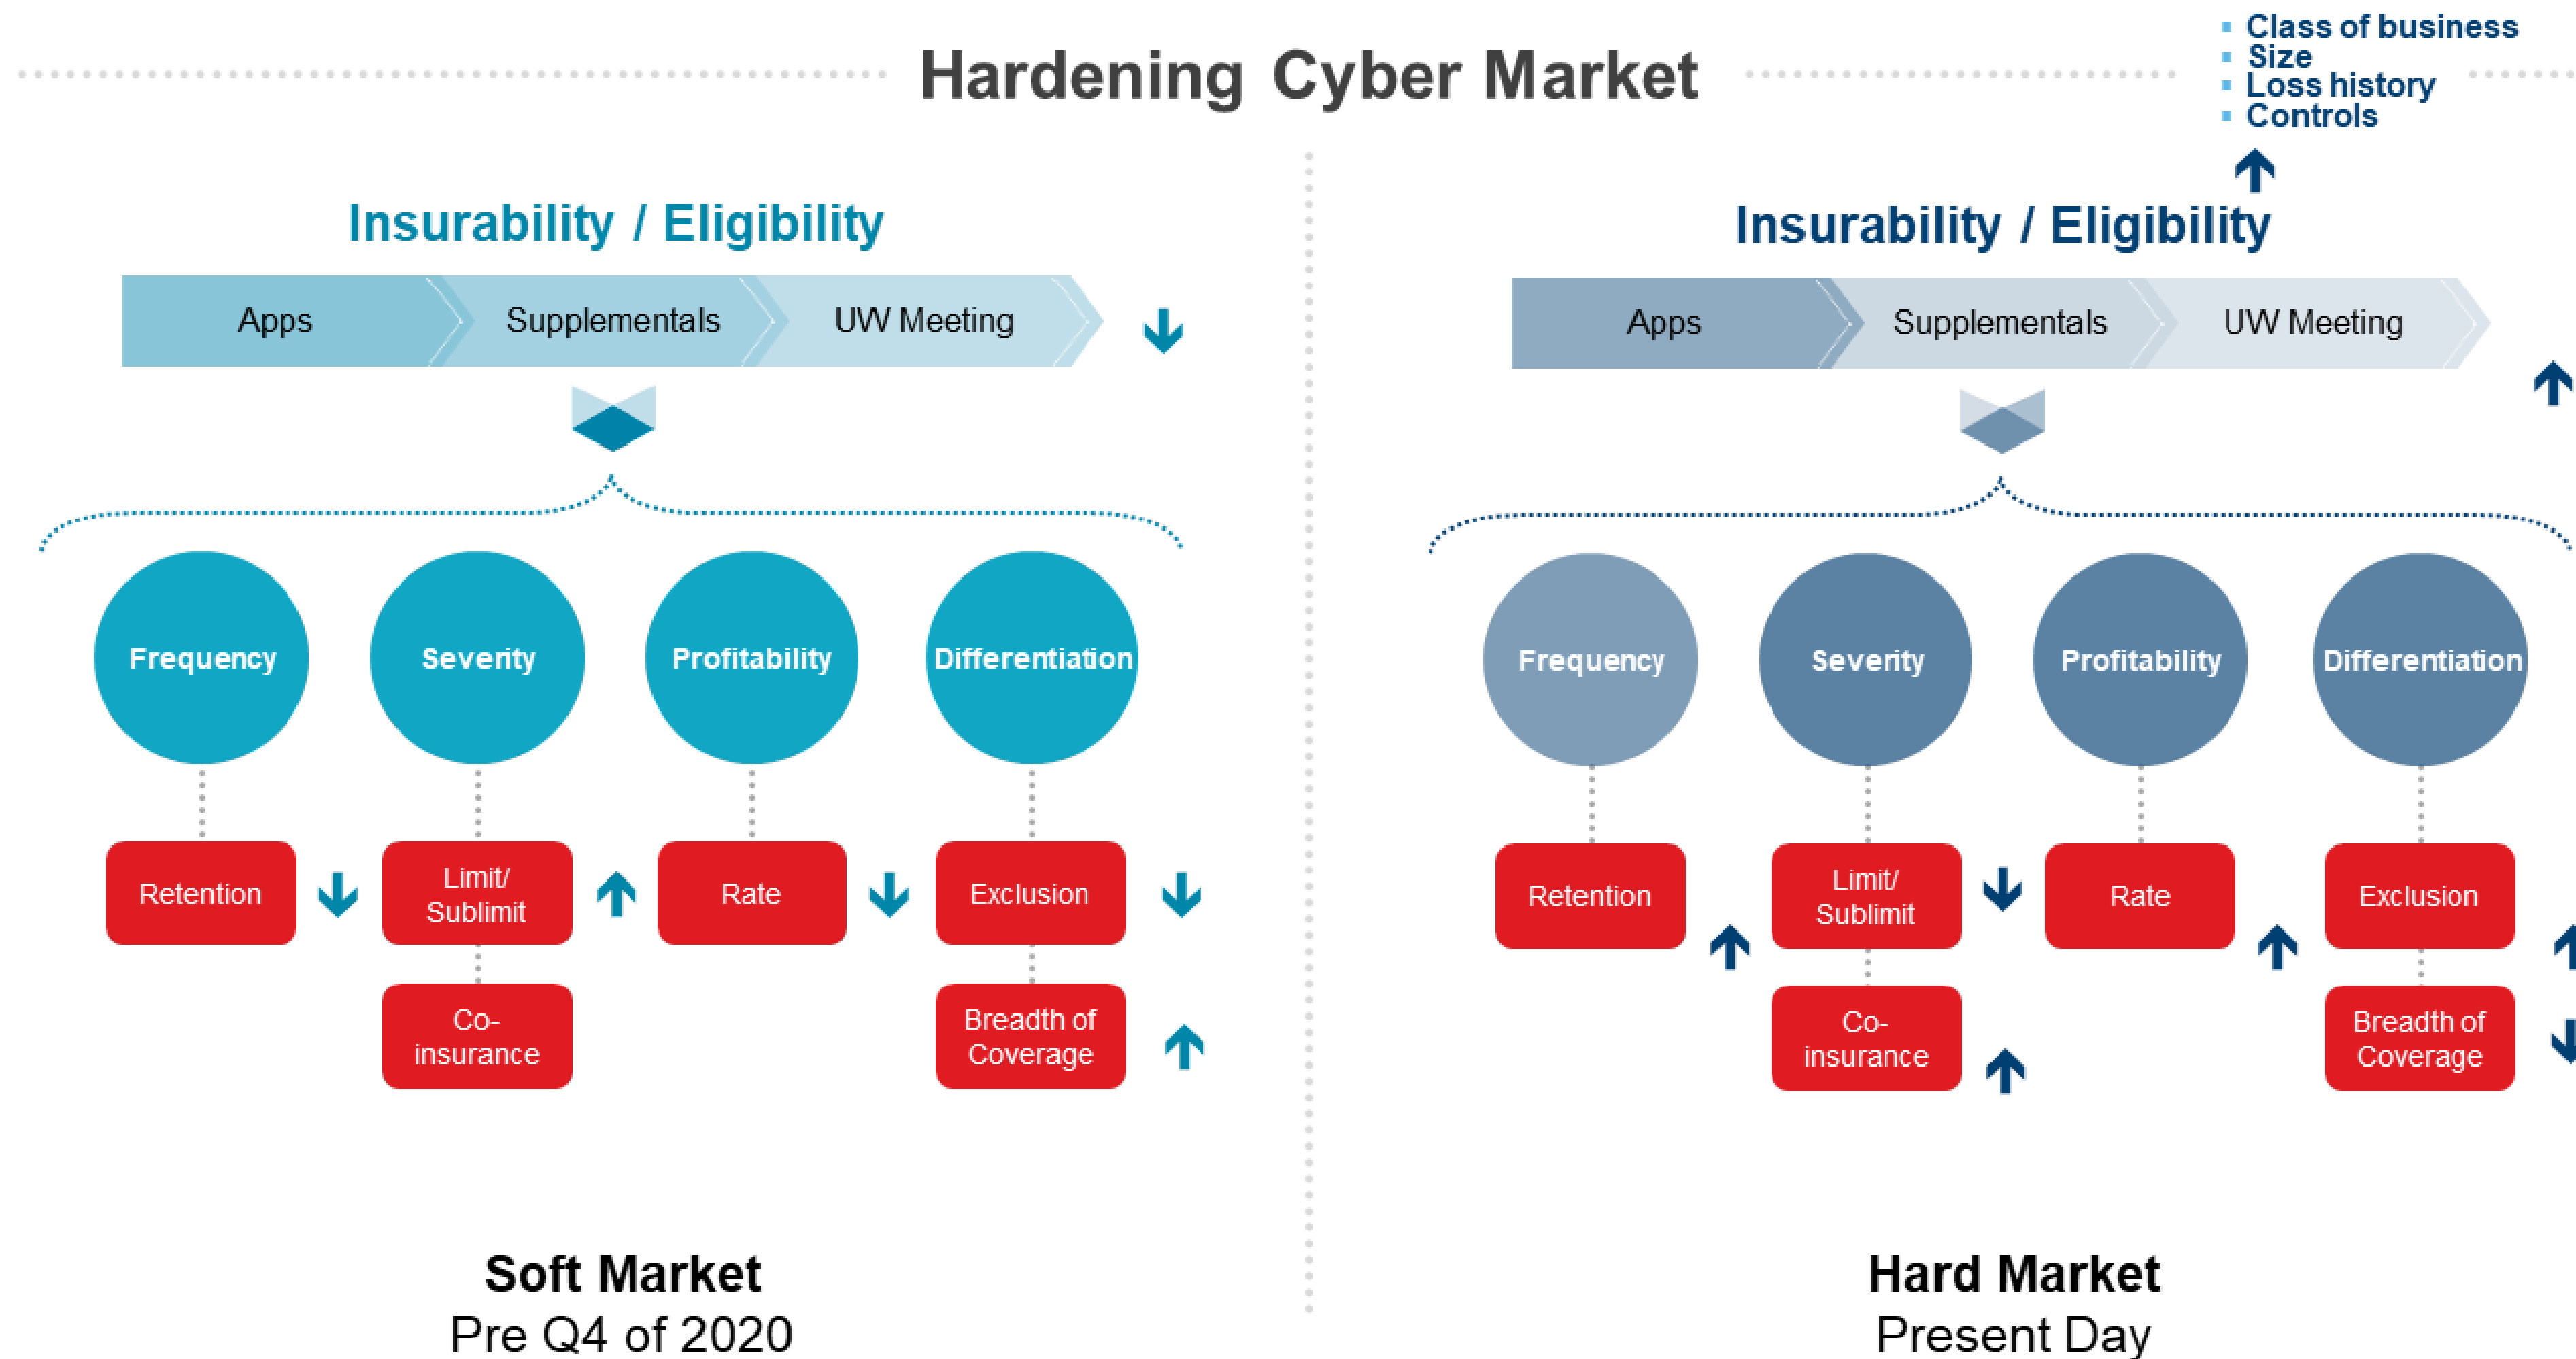 Hardening Cyber Market
Class of business
Size
Loss history
Controls
Insurability / Eligibility
Apps
Supplementals
UW Meeting
Frequency
Severity
Profitability
Differentiation
Retention
Limit/
Sublimit
Rate
Exclusion
Co-
insurance
Breadth of
Coverage
Soft Market
Pre Q4 of 2020
Insurability / Eligibility
Apps
Supplementals
UW Meeting
Frequency
Severity
Profitability
Differentiation
Retention
Limit/
Sublimit
Rate
Exclusion
Co-
insurance
Breadth of
Coverage
Hard Market
Present Day